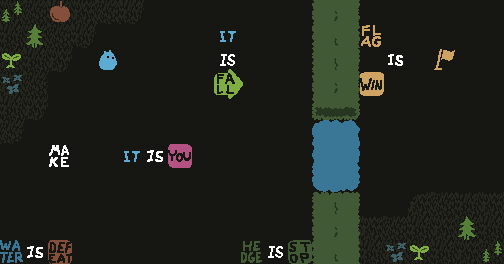 IT
IS
FALL
FLAG
IS
WIN
MAKE
IT IS YOU
WATER IS DEFEAT
HEDGE IS STOP